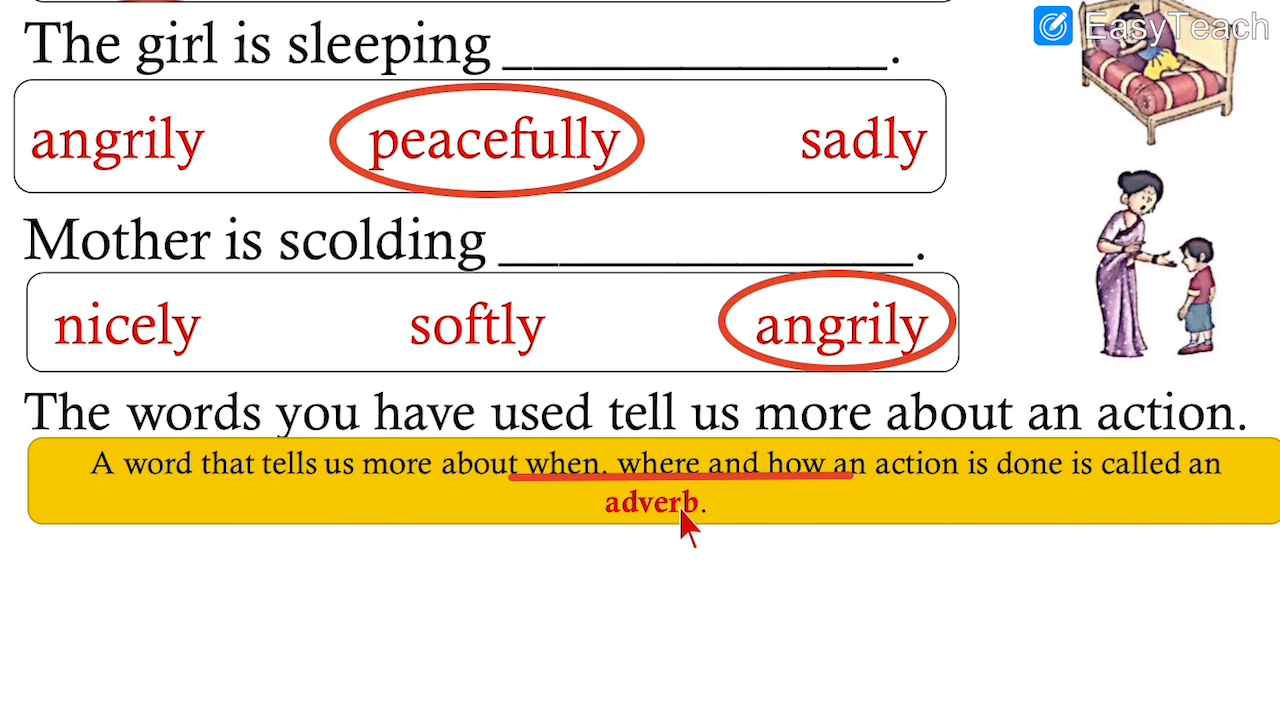 EasyTeach
The girl is sleeping ______________.
angrily peacefully sadly
Mother is scolding ______________.
nicely softly angrily
The words you have used tell us more about an action.
A word that tells us more about when, where and how an action is done is called an
adverb.